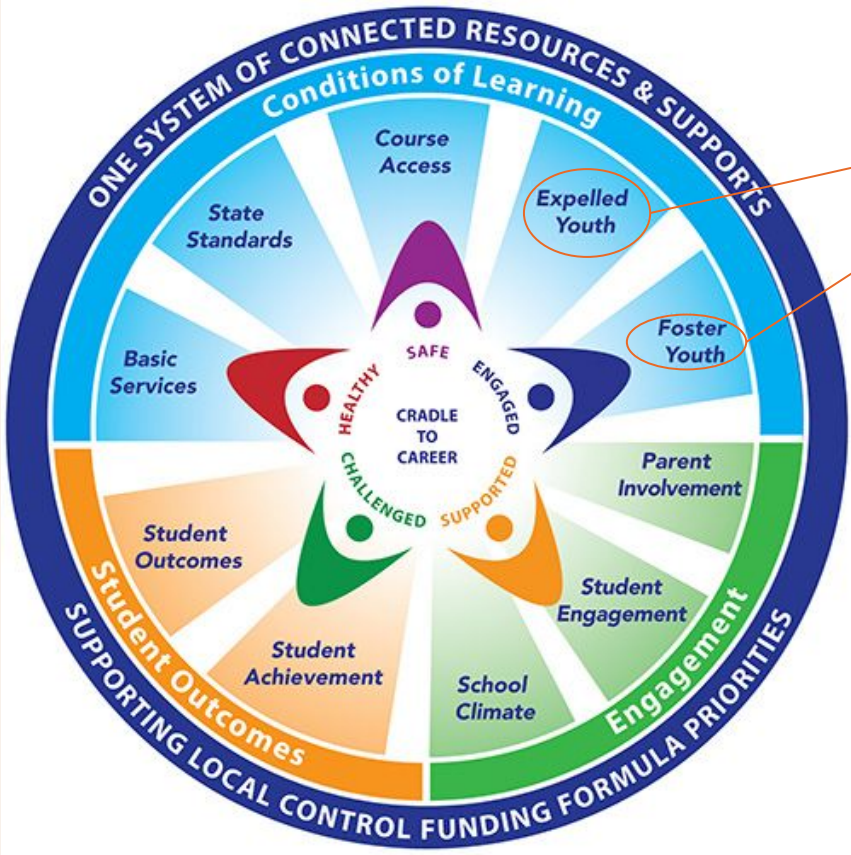 ONE SYSTEM OF CONNECTED RESOURCES & SUPPORTS
Conditions of Learning
Course
Access
Expelled
Youth
State
Standards
Foster
Youth
Basic
Services
SAFE
HEALTHY
ENGAGED
CRADLE
TO
CAREER
CHALLENGED
SUPPORTED
Parent
Involvement
Student
Outcomes
Student
Engagement
Student
Achievement
School
Climate
Student Outcomes
Engagement
SUPPORTING LOCAL CONTROL FUNDING FORMULA PRIORITIES